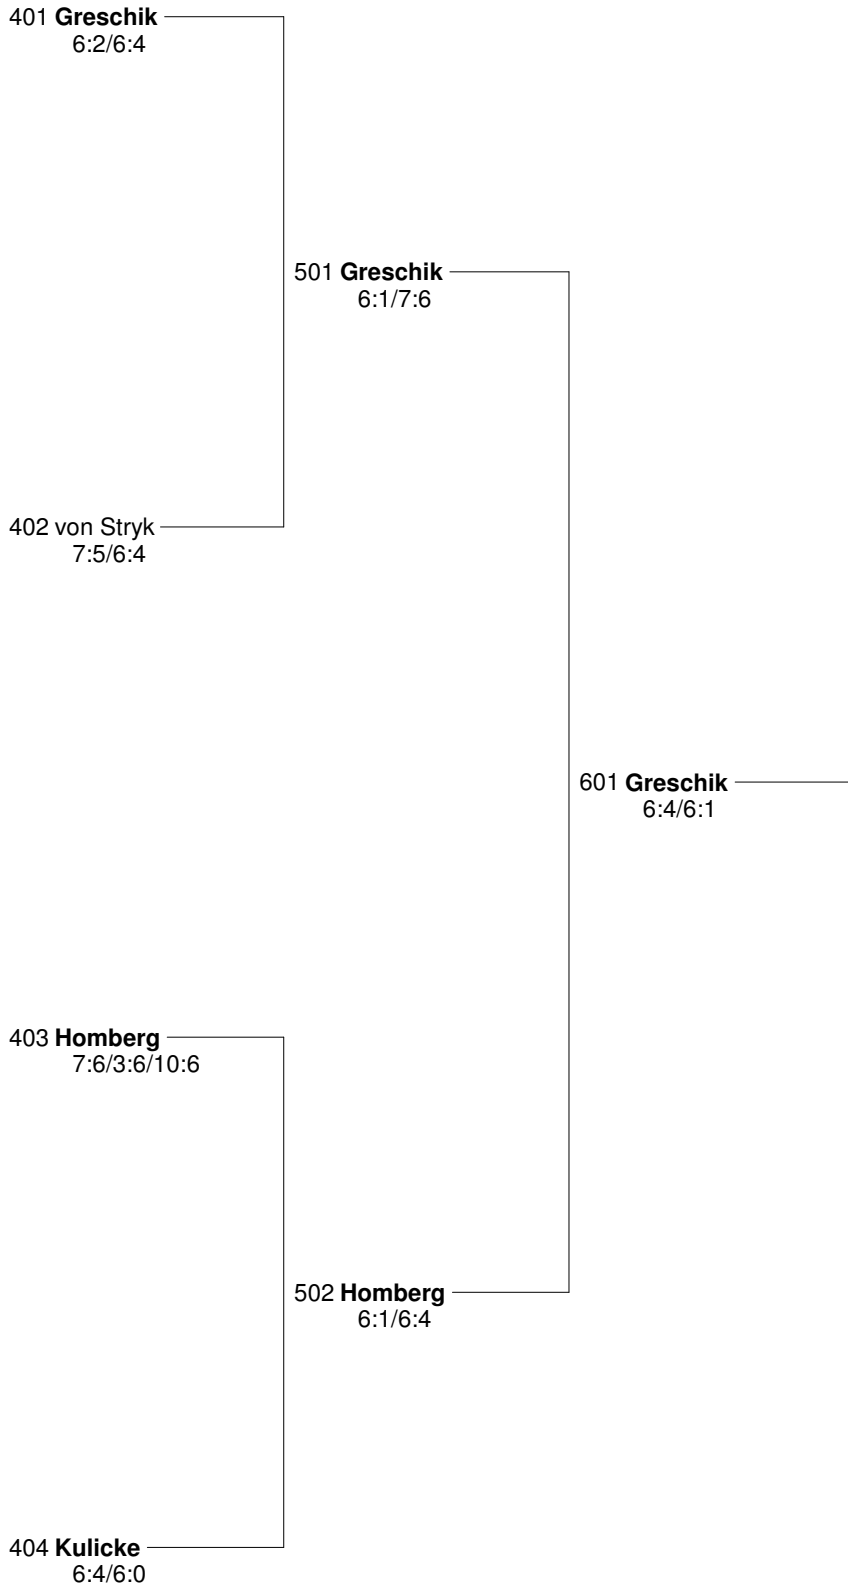 401 Greschik
6:2/6:4
501 Greschik
6:1/7:6
402 von Stryk
7:5/6:4
601 Greschik
6:4/6:1
403 Homberg
7:6/3:6/10:6
502 Homberg
6:1/6:4
404 Kulicke
6:4/6:0